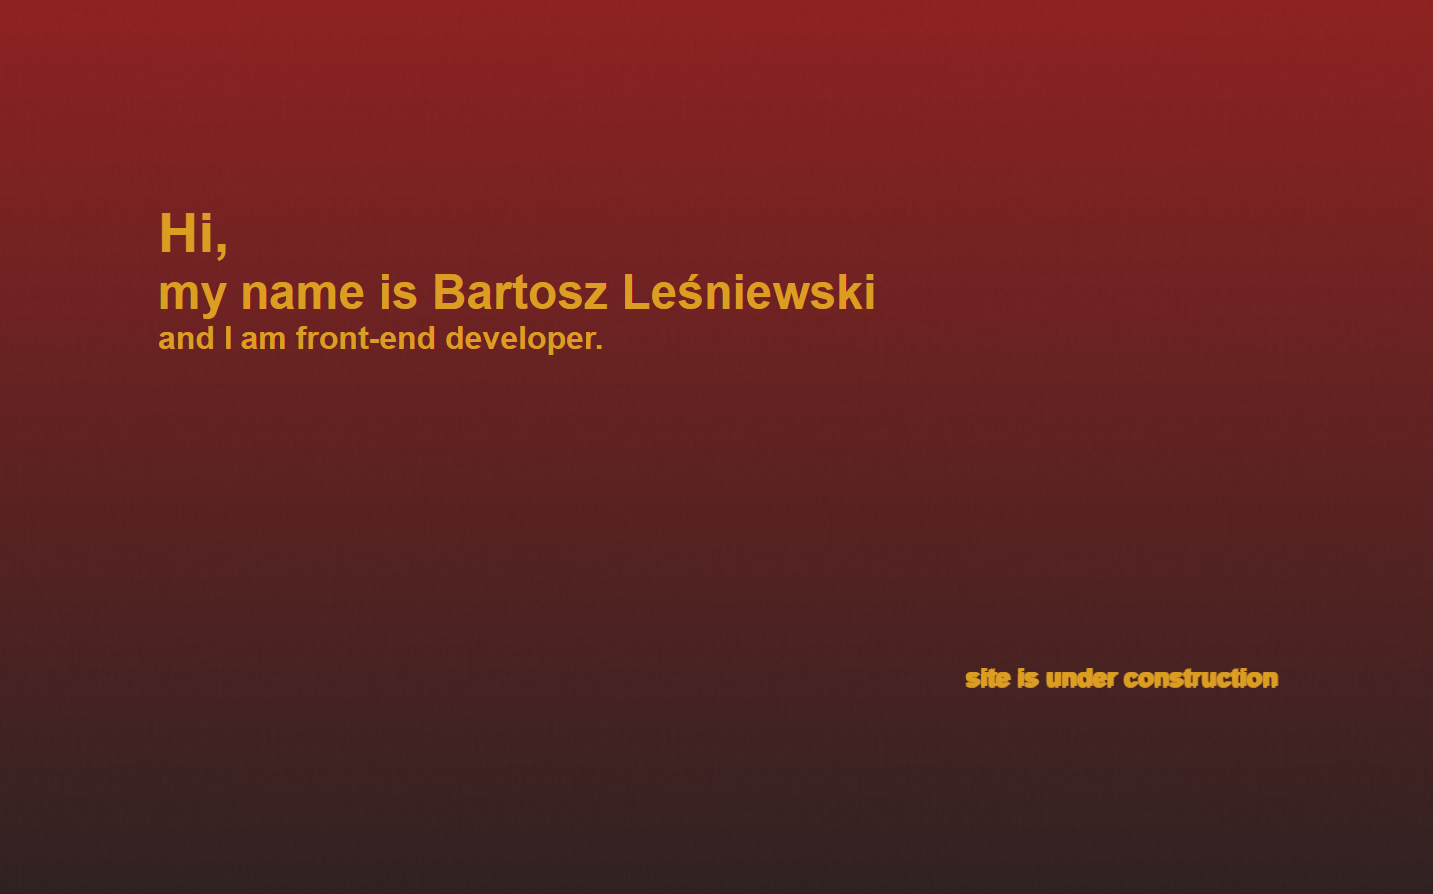 Hi,
my name is Bartosz Leśniewski
and I am front-end developer.
site is under construction